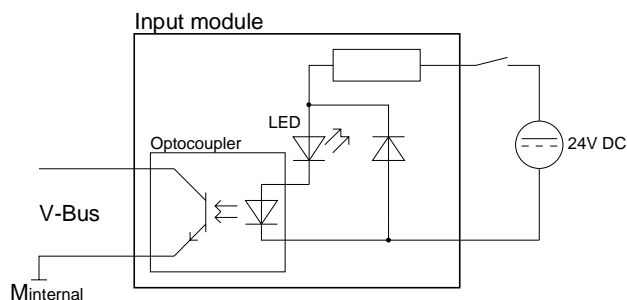 Input module
LED
Optocoupler
24V DC
V-Bus
Minternal